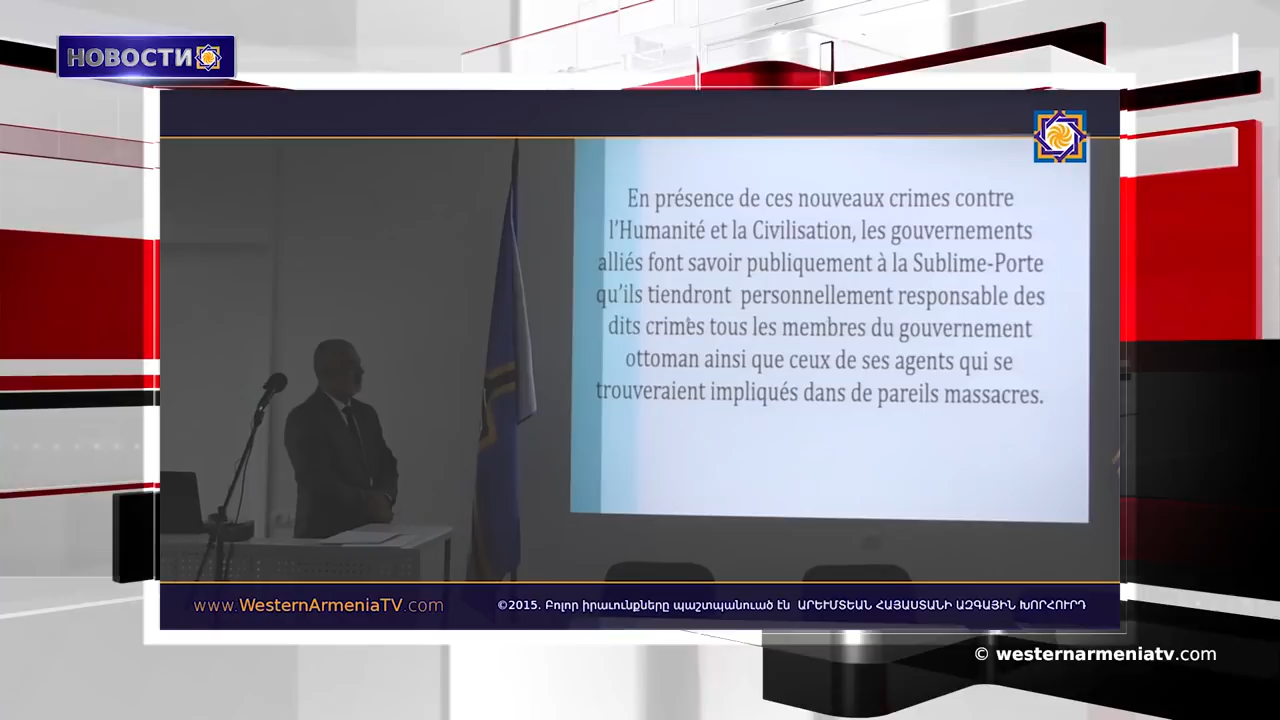 НОВОСТИ
En présence de ces nouveaux crimes contre
l'Humanité et la Civilisation, les gouvernements
alliés font savoir publiquement à la Sublime-Porte
qu'ils tiendront personnellement responsable des
dits crimes tous les membres du gouvernement
ottoman ainsi que ceux de ses agents qui se
trouveraient impliqués dans de pareils massacres.
www.WesternArmeniaTV.com
©2015. Բոլոր իրաւունքները պաշտպանուած էն ԱՐԵՒՄՏԵԱՆ ՀԱՅԱՍՏԱՆԻ ԱԶԳԱՅԻՆ ԽՈՐՀՈՒՐԴ
© westernarmeniatv.com